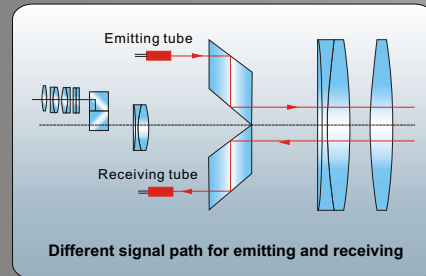 Emitting tube
Receiving tube
Different signal path for emitting and receiving